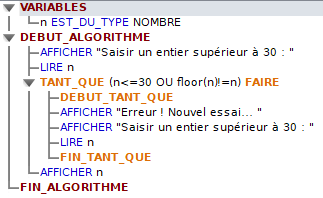 VARIABLES
n EST_DU_TYPE NOMBRE
DEBUT_ALGORITHME
AFFICHER "Saisir un entier supérieur à 30 : "
LIRE n
TANT_QUE (n<=30 OU floor(n)!=n) FAIRE
DEBUT_TANT_QUE
AFFICHER "Erreur ! Nouvel essai... "
AFFICHER "Saisir un entier supérieur à 30 : "
LIRE n
FIN_TANT_QUE
AFFICHER n
FIN_ALGORITHME